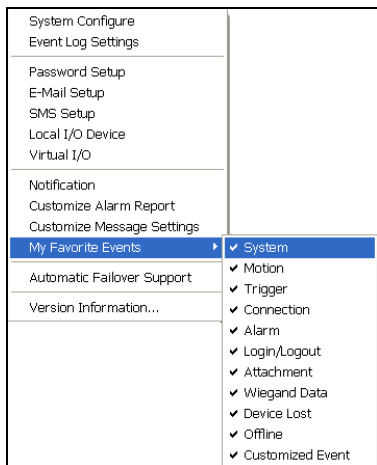 System Configure
Event Log Settings
Password Setup
E-Mail Setup
SMS Setup
Local I/O Device
Virtual I/O
Notification
Customize Alarm Report
Customize Message Settings
My Favorite Events
Automatic Failover Support
Version Information...
System
Motion
Trigger
Connection
Alarm
Login/Logout
Attachment
Wiegand Data
Device Lost
Offline
Customized Event